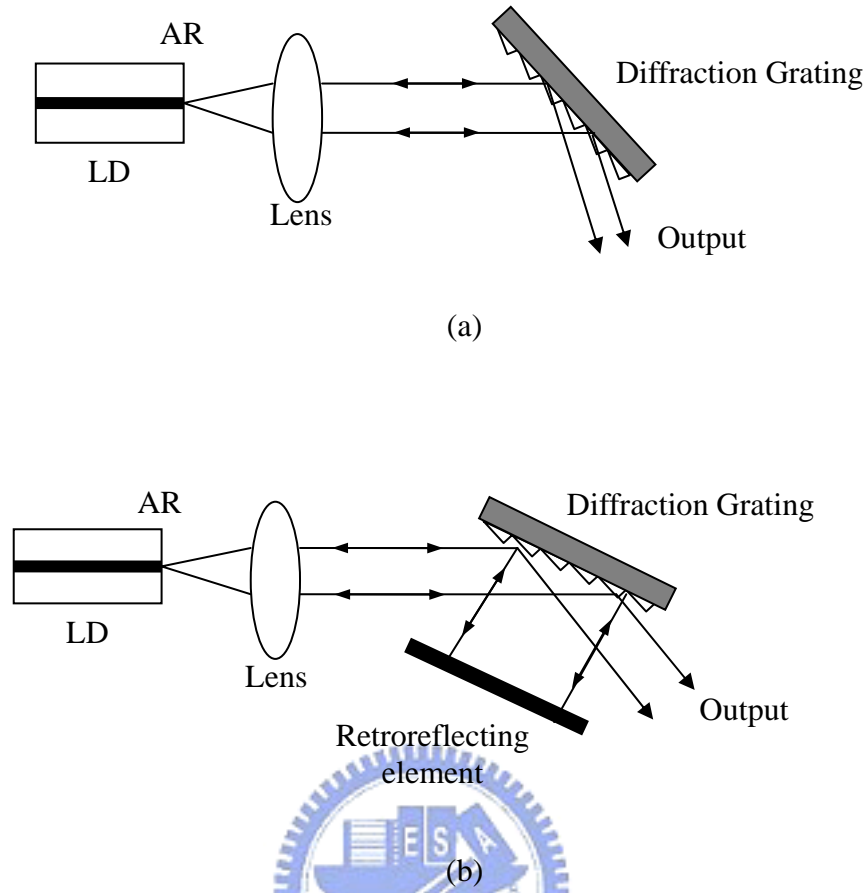 AR
Diffraction Grating
LD
Lens
Output
(a)
AR
Diffraction Grating
LD
Lens
Output
Retroreflecting
element
E S A
(b)